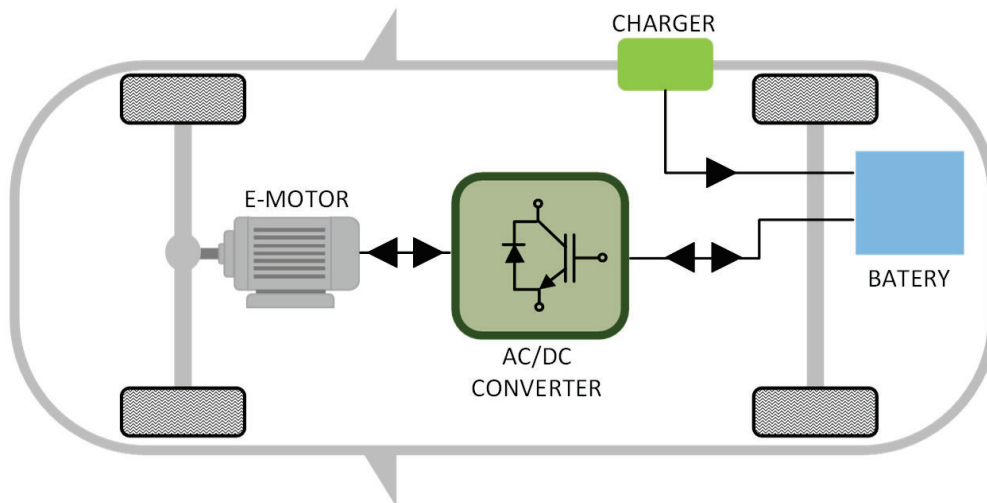 CHARGER
E-MOTOR
BATERY
AC/DC
CONVERTER